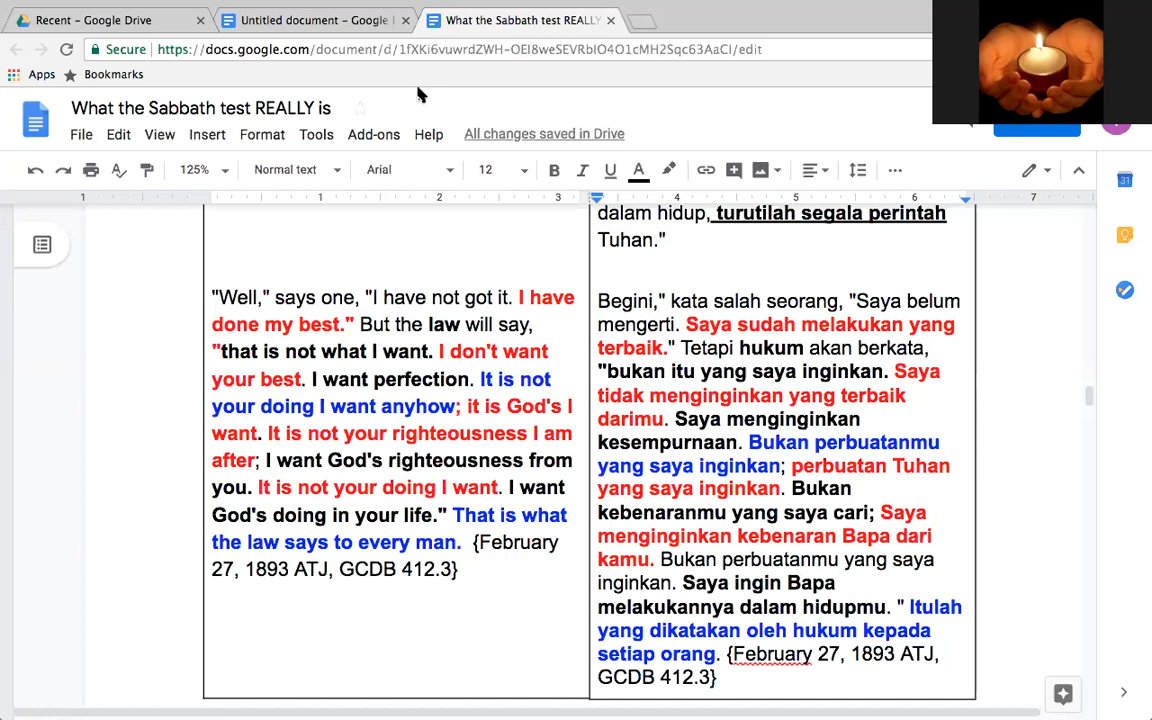 Recent – Google Drive
Untitled document - Google
What the Sabbath test REALLY
Secure
https://docs.google.com/document/d/1fXKi6vuwrdZWH-OEI8weSEVRbIO4O1cMH2Sqc63AaCI/edit
Apps
Bookmarks
What the Sabbath test REALLY is
File Edit View Insert Format Tools Add-ons Help All changes saved in Drive
125% Normal text Arial 12
1 1 2 3 4 5 6 7
31
"Well," says one, "I have not got it. I have
done my best." But the law will say,
"that is not what I want. I don't want
your best. I want perfection. It is not
your doing I want anyhow; it is God's I
want. It is not your righteousness I am
after; I want God's righteousness from
you. It is not your doing I want. I want
God's doing in your life." That is what
the law says to every man. {February
27, 1893 ATJ, GCDB 412.3}
dalam hidup, turutilah segala perintah
Tuhan."
Begini," kata salah seorang, "Saya belum
mengerti. Saya sudah melakukan yang
terbaik." Tetapi hukum akan berkata,
"bukan itu yang saya inginkan. Saya
tidak menginginkan yang terbaik
darimu. Saya menginginkan
kesempurnaan. Bukan perbuatanmu
yang saya inginkan; perbuatan Tuhan
yang saya inginkan. Bukan
kebenaranmu yang saya cari; Saya
menginginkan kebenaran Bapa dari
kamu. Bukan perbuatanmu yang saya
inginkan. Saya ingin Bapa
melakukannya dalam hidupmu. " Itulah
yang dikatakan oleh hukum kepada
setiap orang. {February 27, 1893 ATJ,
GCDB 412.3}